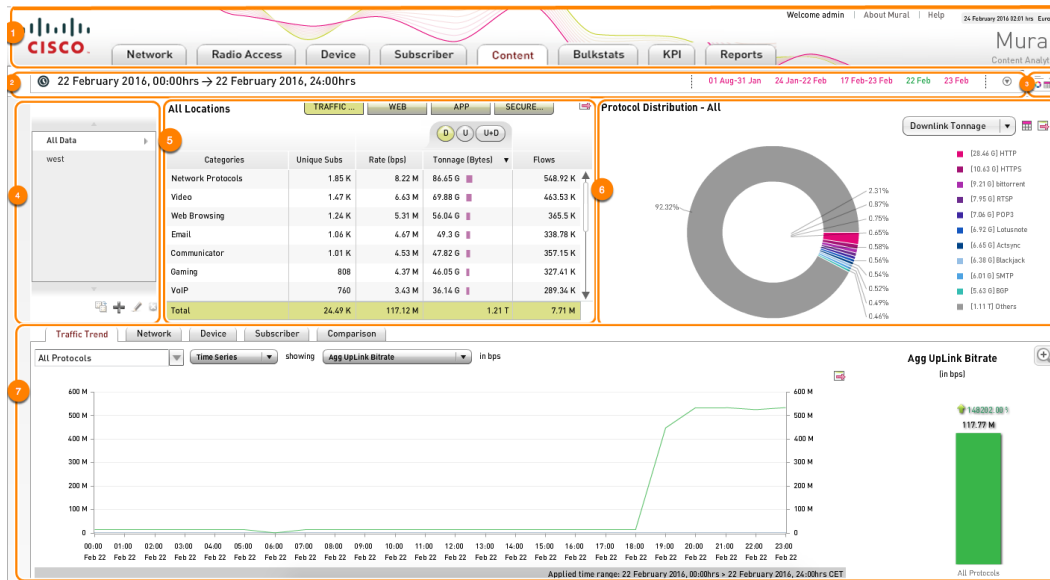 Welcome admin | About Mural | Help
24 February 2016 02:01 hrs Euro
1
CISCO
Network
Radio Access
Device
Subscriber
Content
Bulkstats
KPI
Reports
Mura
Content Analyt
2
22 February 2016, 00:00hrs → 22 February 2016, 24:00hrs
01 Aug-31 Jan
24 Jan-22 Feb
17 Feb-23 Feb
22 Feb
23 Feb
3
4
All Data
west
5
All Locations
TRAFFIC ...
WEB
APP
SECURE...
D U U+D
Categories Unique Subs Rate (bps) Tonnage (Bytes) Flows
Network Protocols 1.85 K 8.22 M 86.65 G 548.92 K
Video 1.47 K 6.63 M 69.88 G 463.53 K
Web Browsing 1.24 K 5.31 M 56.04 G 365.5 K
Email 1.06 K 4.67 M 49.3 G 338.78 K
Communicator 1.01 K 4.53 M 47.82 G 357.15 K
Gaming 808 4.37 M 46.05 G 327.41 K
VoIP 760 3.43 M 36.14 G 289.34 K
Total 24.49 K 117.12 M 1.21 T 7.71 M
6
Protocol Distribution - All
Downlink Tonnage
92.32%
2.31%
0.87%
0.75%
0.65%
0.58%
0.56%
0.54%
0.52%
0.49%
0.46%
[28.46 G] HTTP
[10.63 G] HTTPS
[9.21 G] bittorrent
[7.95 G] RTSP
[7.06 G] POP3
[6.92 G] Lotusnote
[6.65 G] Actsync
[6.38 G] Blackjack
[6.01 G] SMTP
[5.63 G] BGP
[1.11 T] Others
7
Traffic Trend
Network
Device
Subscriber
Comparison
All Protocols
Time Series
showing
Agg UpLink Bitrate
in bps
600 M
500 M
400 M
300 M
200 M
100 M
0
600 M
500 M
400 M
300 M
200 M
100 M
0
00:00 01:00 02:00 03:00 04:00 05:00 06:00 07:00 08:00 09:00 10:00 11:00 12:00 13:00 14:00 15:00 16:00 17:00 18:00 19:00 20:00 21:00 22:00 23:00
Feb 22 Feb 22 Feb 22 Feb 22 Feb 22 Feb 22 Feb 22 Feb 22 Feb 22 Feb 22 Feb 22 Feb 22 Feb 22 Feb 22 Feb 22 Feb 22 Feb 22 Feb 22 Feb 22 Feb 22 Feb 22 Feb 22 Feb 22 Feb 22
Applied time range: 22 February 2016, 00:00hrs > 22 February 2016, 24:00hrs CET
Agg UpLink Bitrate
(in bps)
117.77 M
All Protocols